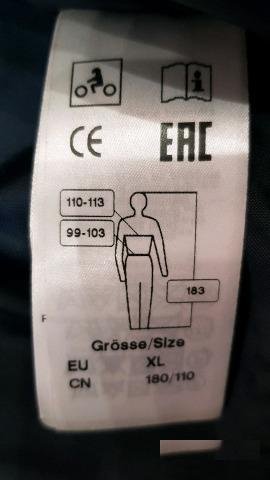 i
CE EAC
110-113
99-103
183
F
Grösse/Size
EU XL
CN 180/110